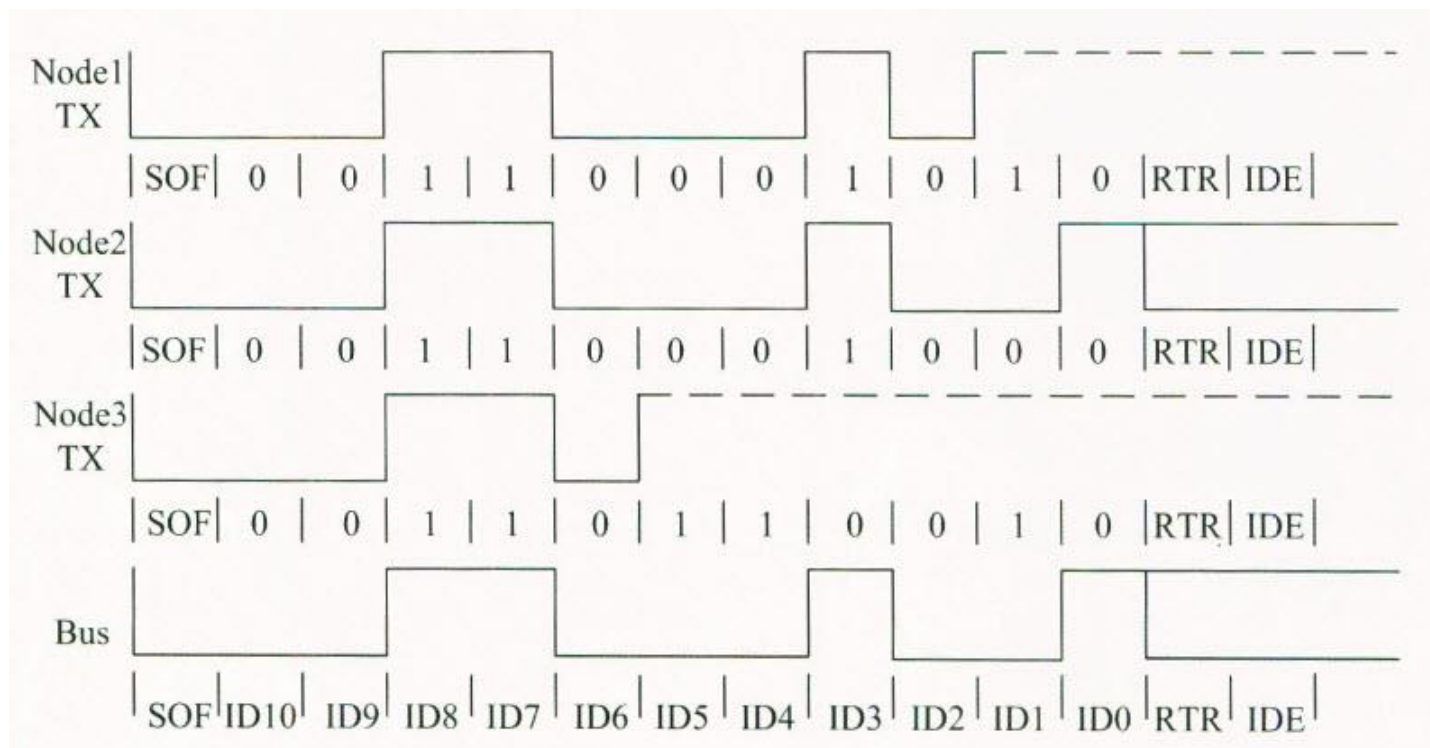 Node1
TX
SOF 0 0 1 1 0 0 0 1 0 1 0 RTR IDE
Node2
TX
SOF 0 0 1 1 0 0 0 1 0 0 0 RTR IDE
Node3
TX
SOF 0 0 1 1 0 1 1 0 0 1 0 RTR IDE
Bus
SOF ID10 ID9 ID8 ID7 ID6 ID5 ID4 ID3 ID2 ID1 ID0 RTR IDE